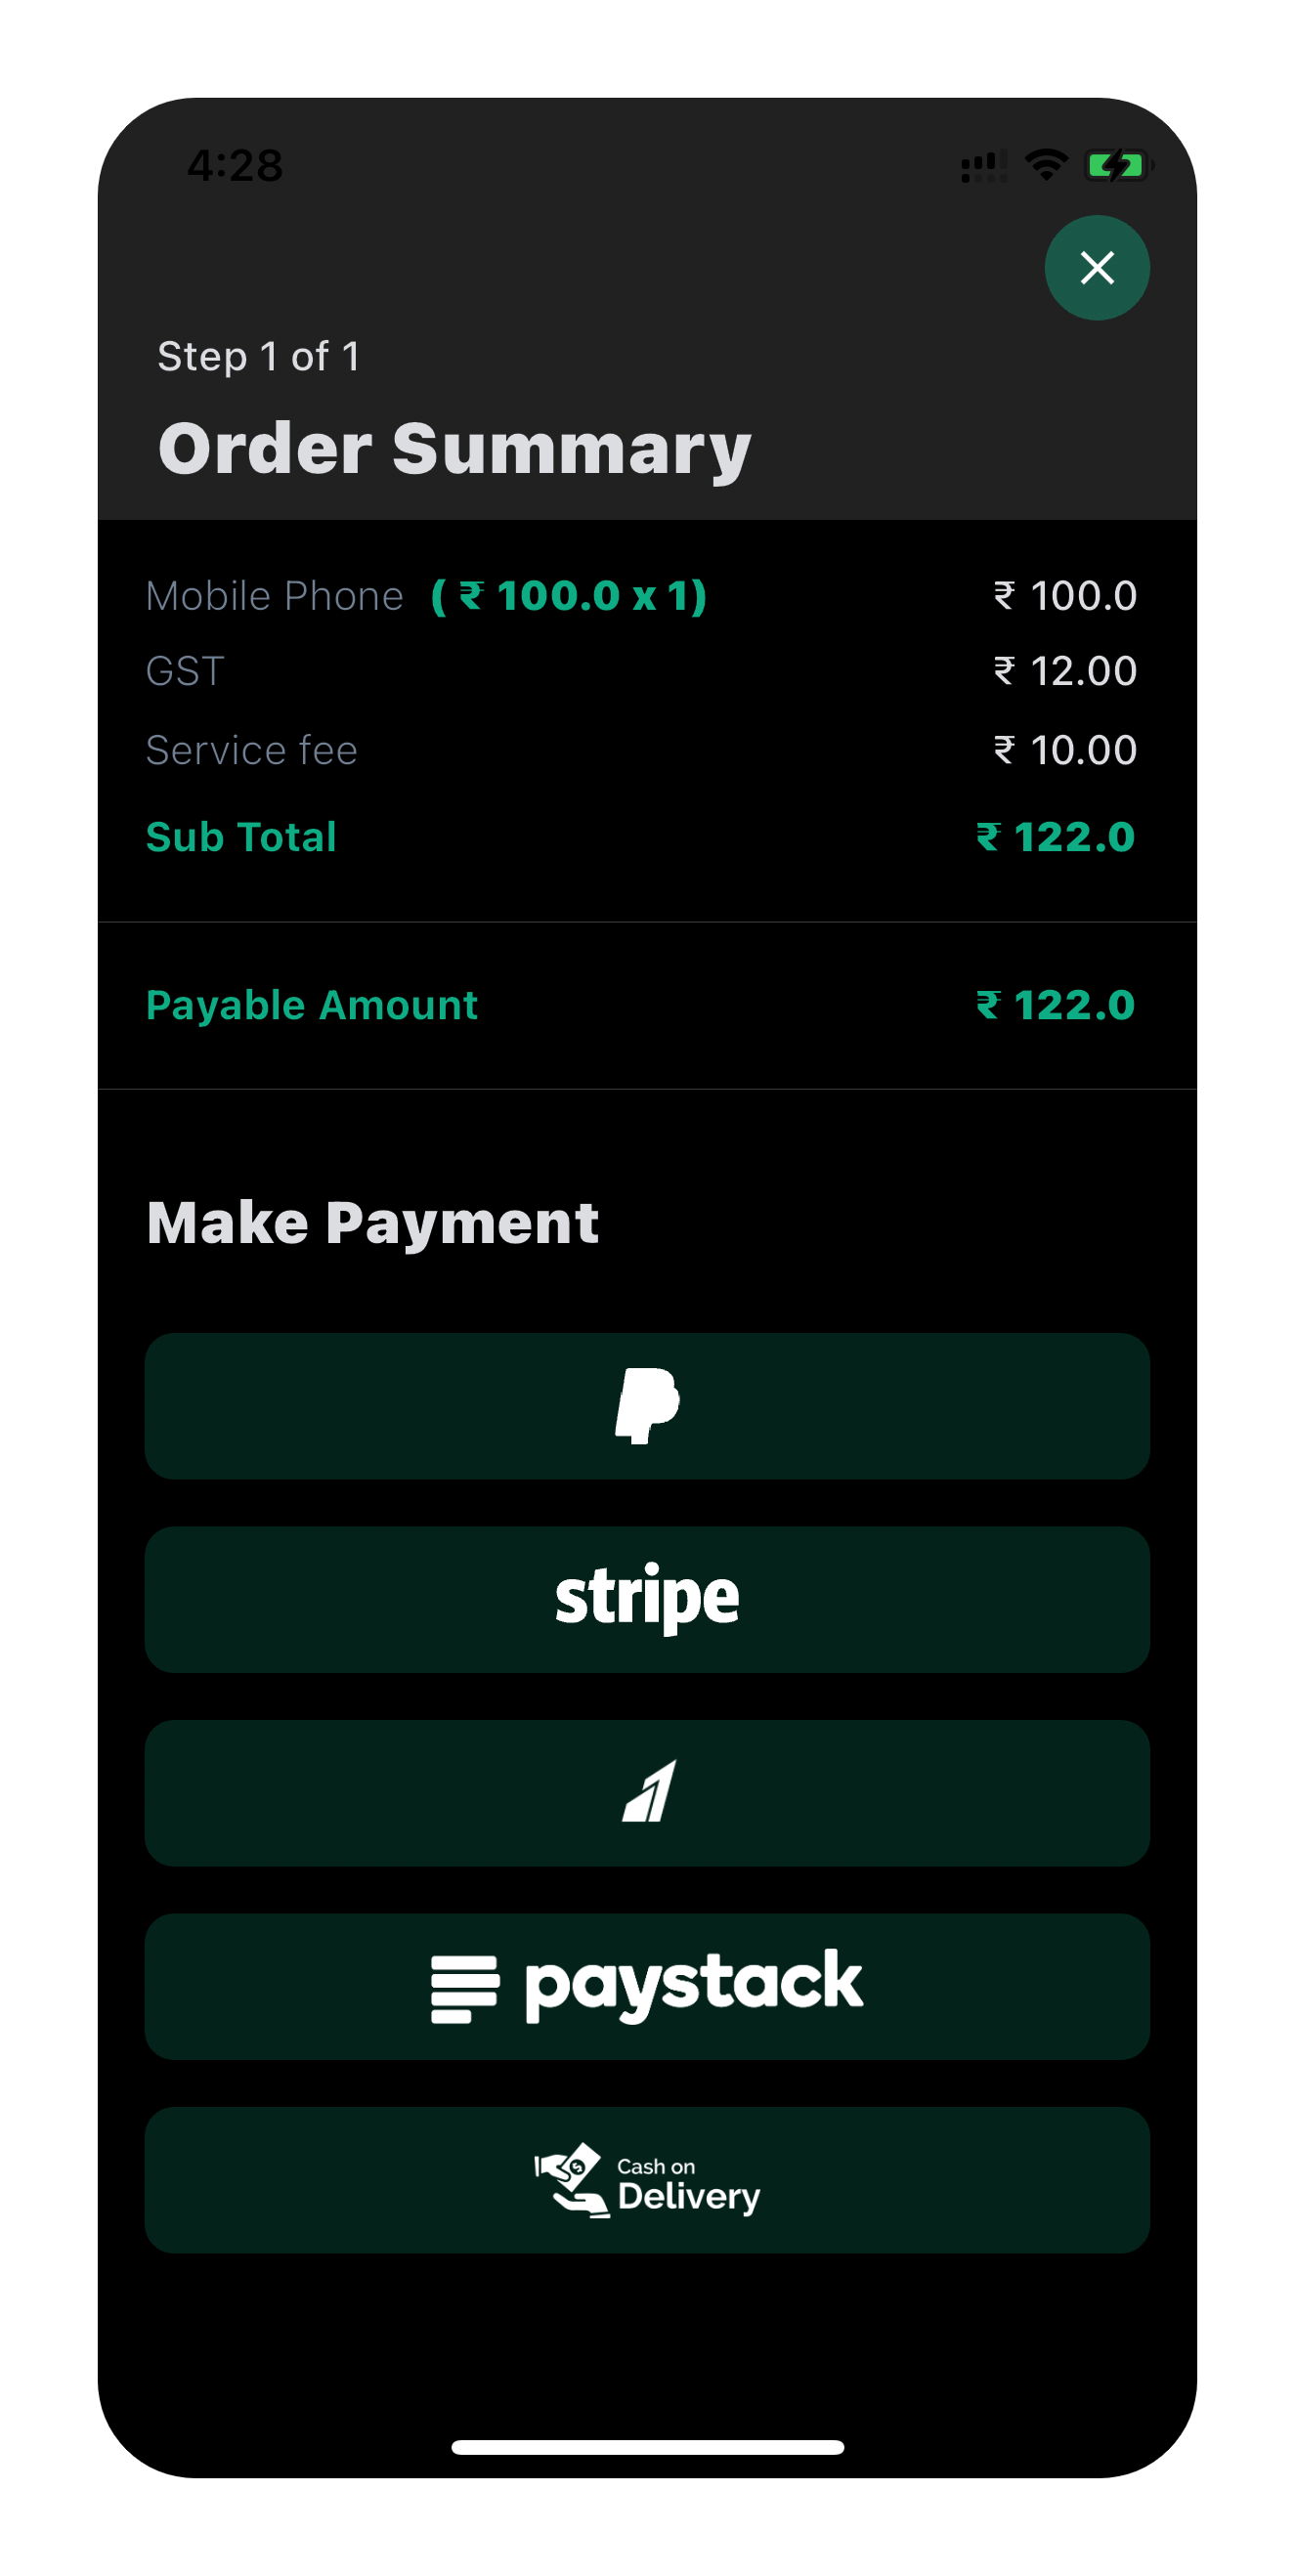 4:28
Step 1 of 1
Order Summary
Mobile Phone ( ₹ 100.0 x 1) ₹ 100.0
GST ₹ 12.00
Service fee ₹ 10.00
Sub Total ₹ 122.0
Payable Amount ₹ 122.0
Make Payment
stripe
paystack
Cash on
Delivery